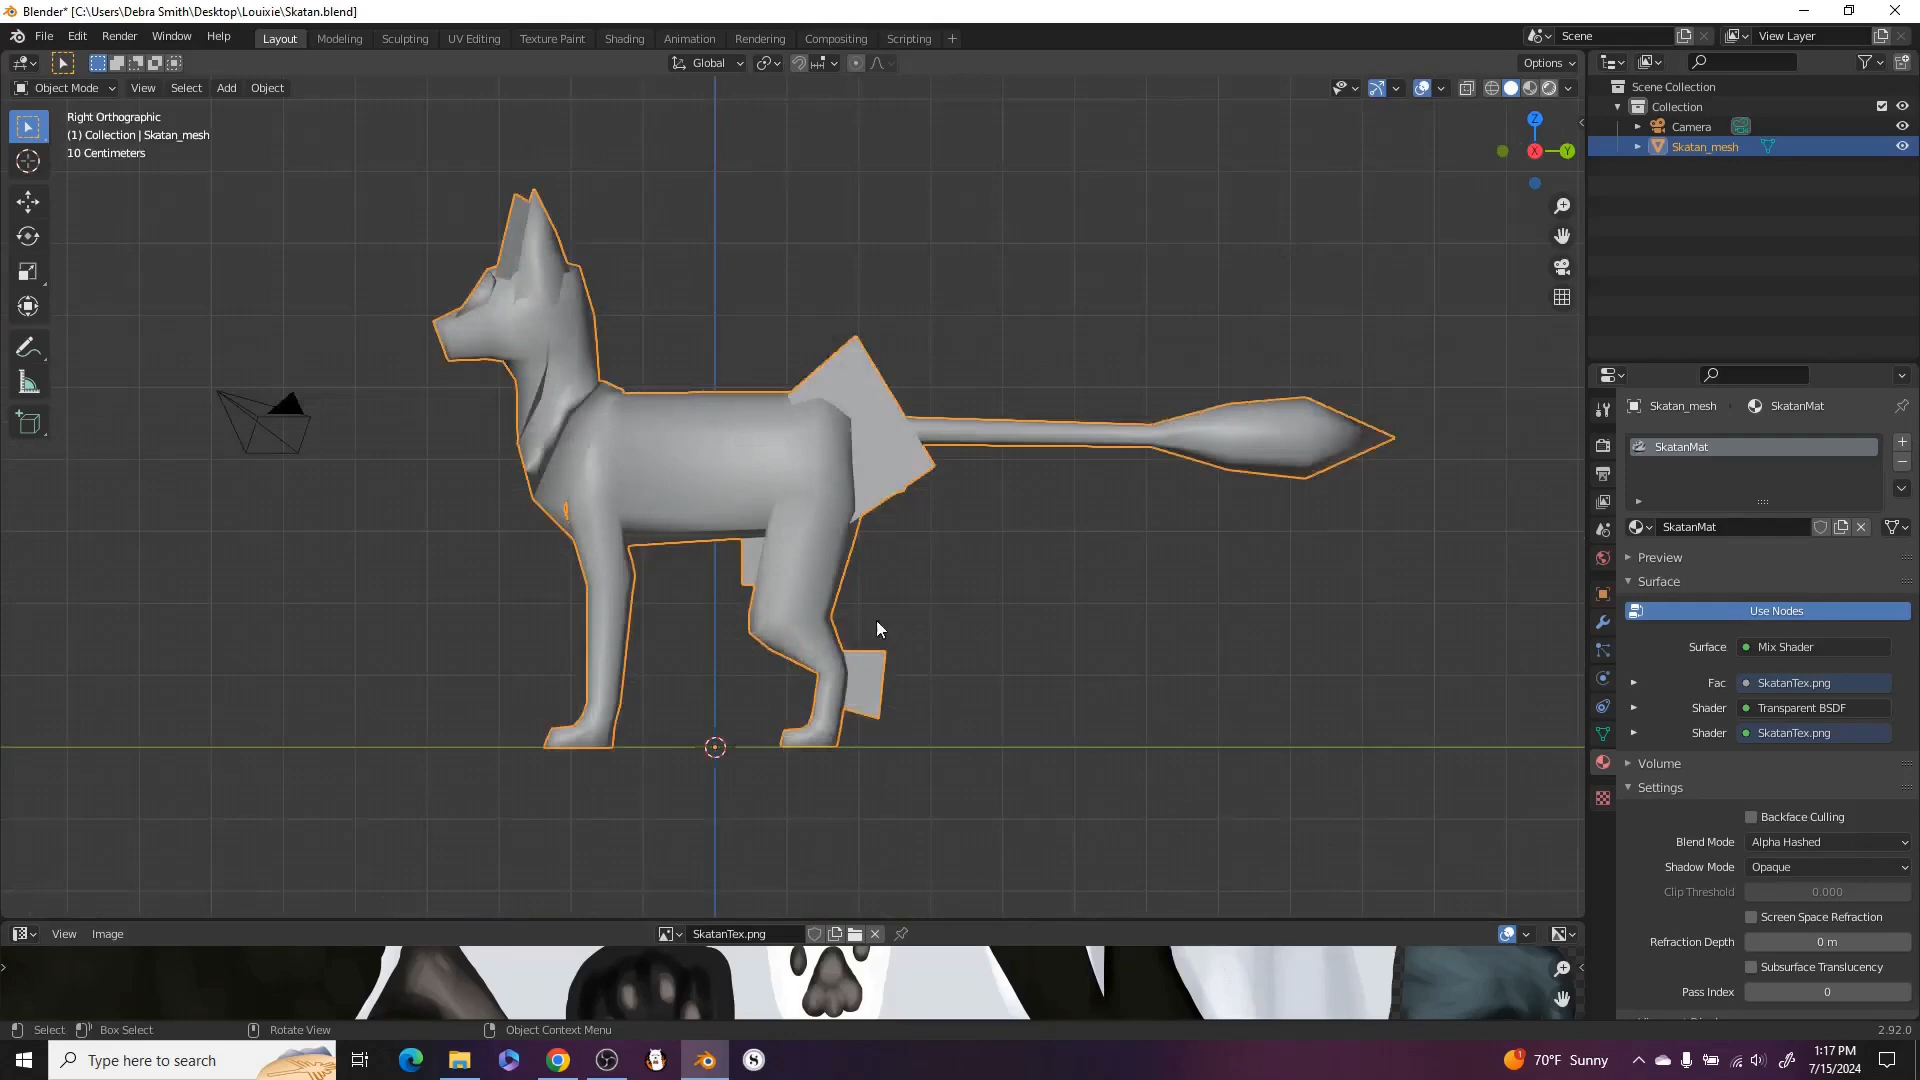 Blender* [C:\Users\Debra Smith\Desktop\Louixie\Skatan.blend]
File Edit Render Window Help
Layout Modeling Sculpting UV Editing Texture Paint Shading Animation Rendering Compositing Scripting +
Scene
View Layer
Global
Options
Object Mode View Select Add Object
Right Orthographic
(1) Collection | Skatan_mesh
10 Centimeters
Z
X
Y
Scene Collection
Collection
Camera
Skatan_mesh
Skatan_mesh
SkatanMat
SkatanMat
SkatanMat
Preview
Surface
Use Nodes
Surface Mix Shader
Fac SkatanTex.png
Shader Transparent BSDF
Shader SkatanTex.png
Volume
Settings
Backface Culling
Blend Mode Alpha Hashed
Shadow Mode Opaque
Clip Threshold 0.000
Screen Space Refraction
Refraction Depth 0 m
Subsurface Translucency
Pass Index 0
View Image
SkatanTex.png
Select Box Select Rotate View Object Context Menu
2.92.0
Type here to search
70°F Sunny
1:17 PM
7/15/2024